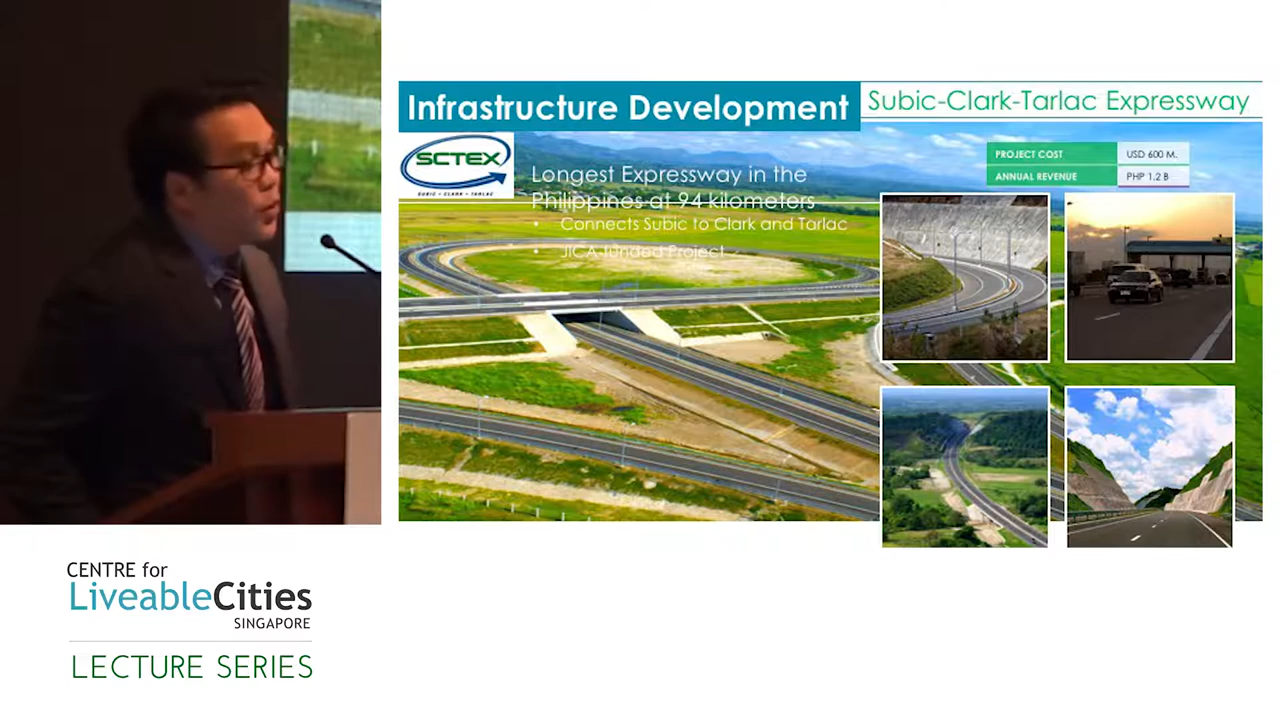 Infrastructure Development
Subic-Clark-Tarlac Expressway
SCTEX
SUBIC • CLARK • TARLAC
Longest Expressway in the
Philippines at 94 kilometers
• Connects Subic to Clark and Tarlac
• JICA-funded Project
PROJECT COST USD 600 M.
ANNUAL REVENUE PHP 1.2 B
CENTRE for
LiveableCities
SINGAPORE
LECTURE SERIES